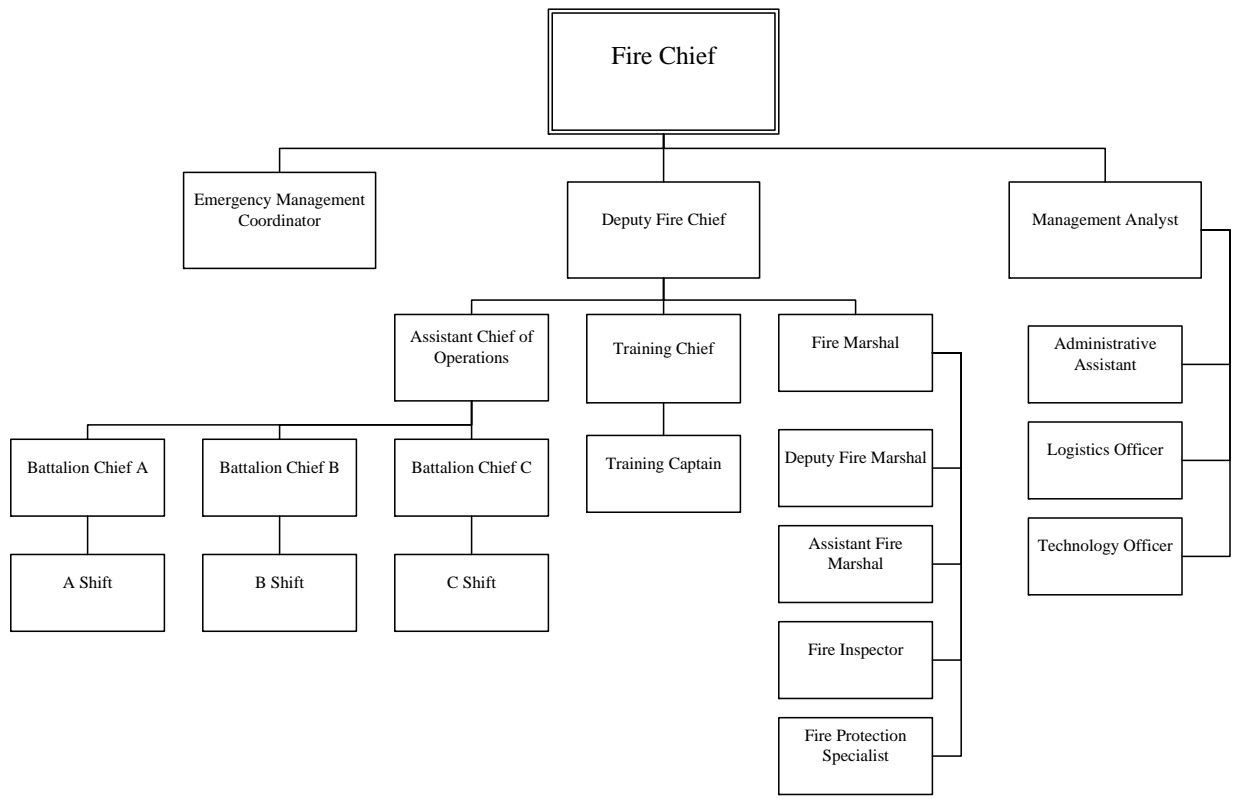 Fire Chief
Emergency Management
Coordinator
Deputy Fire Chief
Management Analyst
Assistant Chief of
Operations
Training Chief
Fire Marshal
Administrative
Assistant
Battalion Chief A
Battalion Chief B
Battalion Chief C
Training Captain
Deputy Fire Marshal
Logistics Officer
A Shift
B Shift
C Shift
Assistant Fire
Marshal
Technology Officer
Fire Inspector
Fire Protection
Specialist